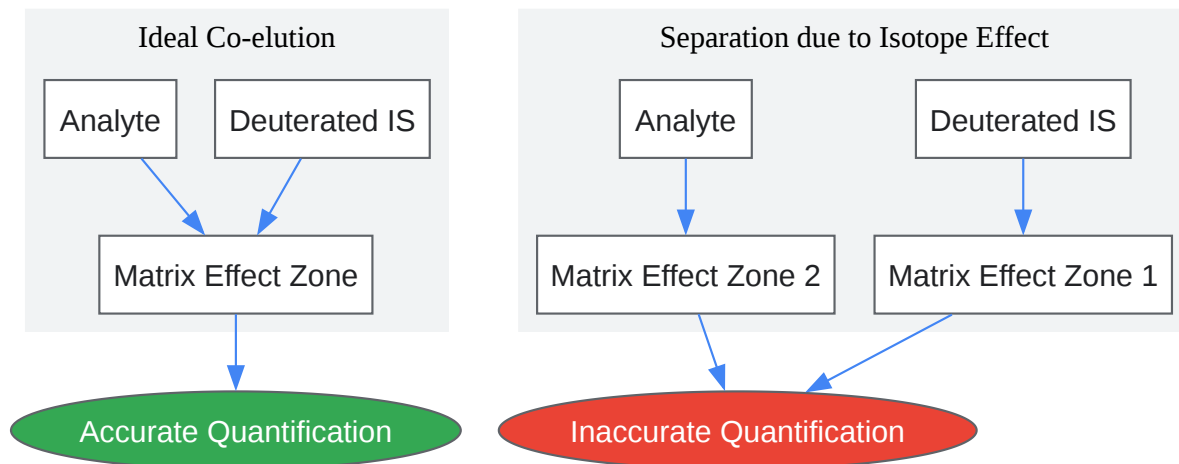 Ideal Co-elution
Analyte
Deuterated IS
Matrix Effect Zone
Accurate Quantification
Separation due to Isotope Effect
Analyte
Deuterated IS
Matrix Effect Zone 2
Matrix Effect Zone 1
Inaccurate Quantification